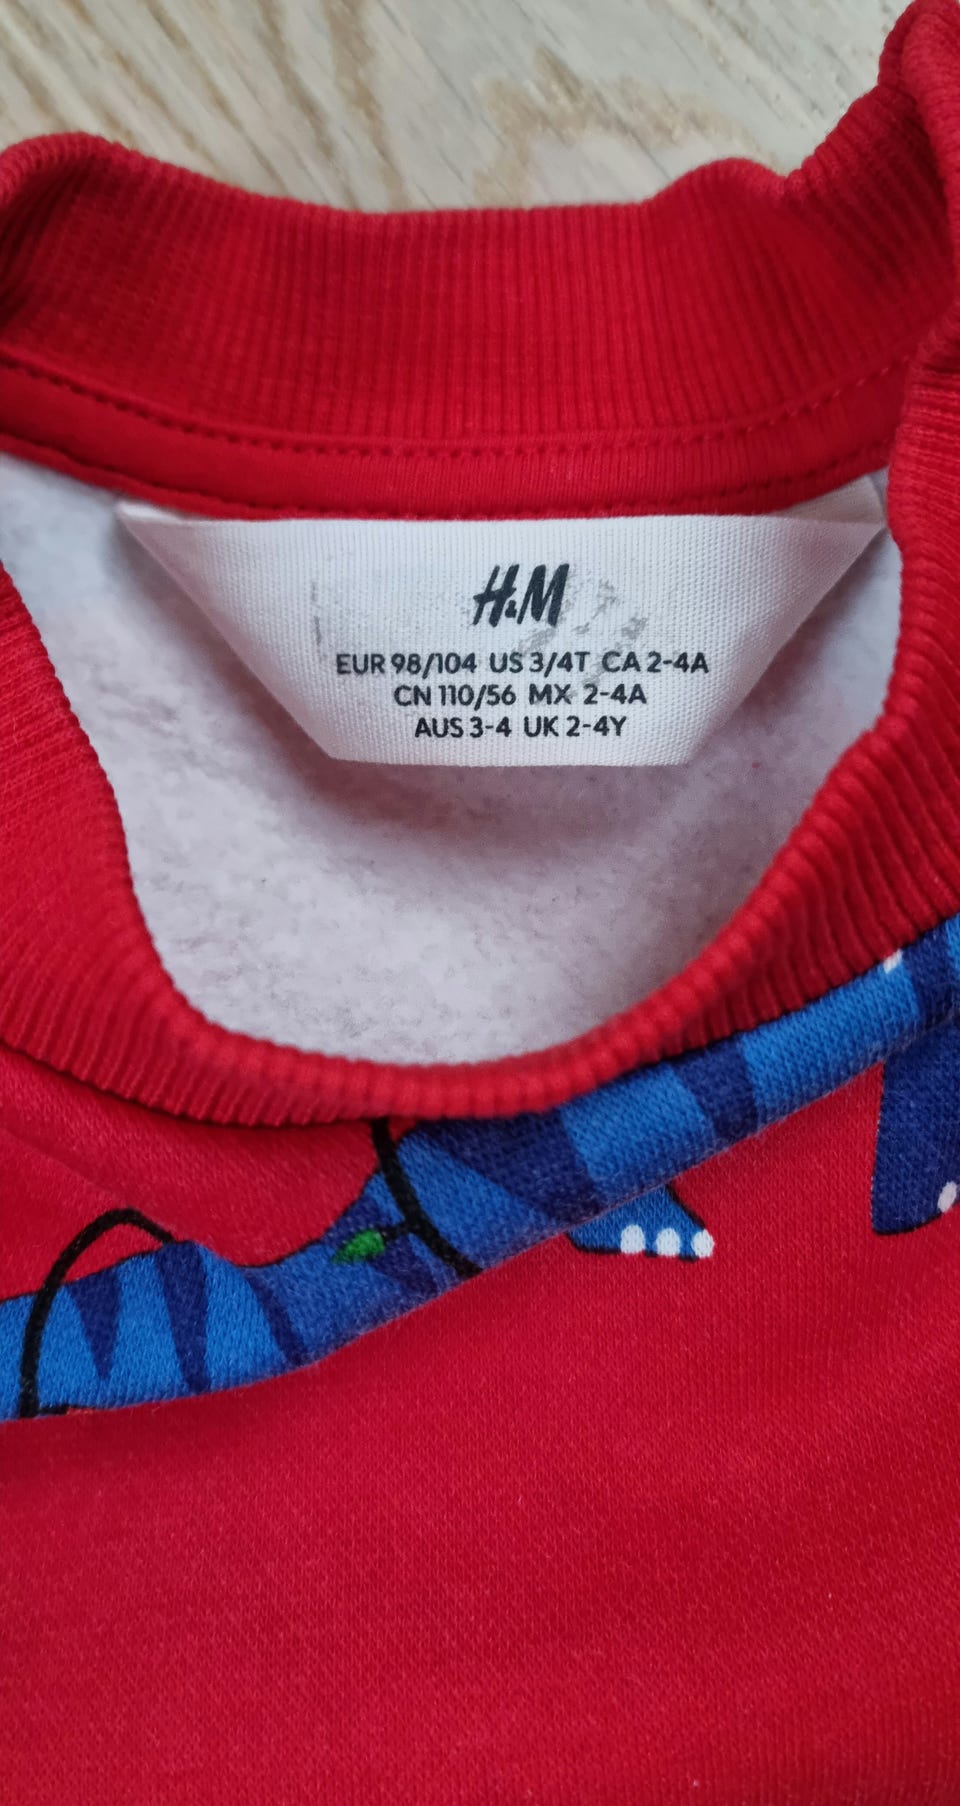 H&M
EUR 98/104 US 3/4T CA 2-4A
CN 110/56 MX 2-4A
AUS 3-4 UK 2-4Y